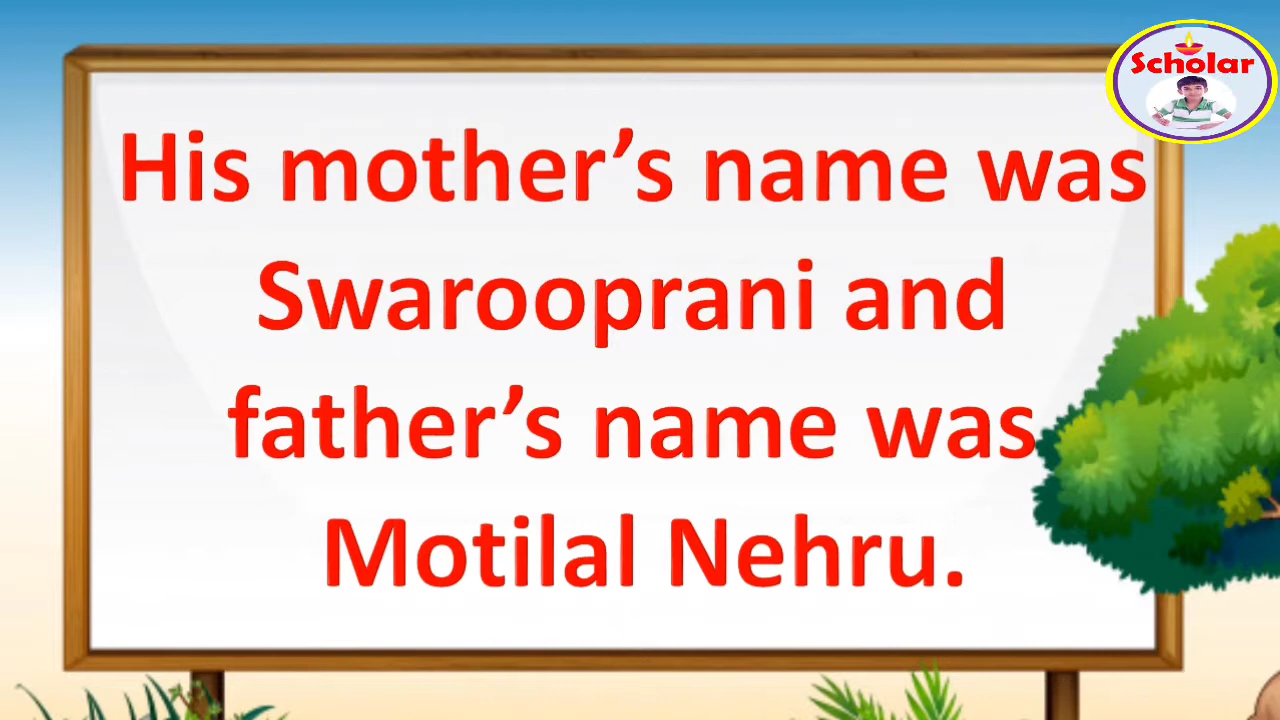 Scholar
His mother’s name was
Swarooprani and
father’s name was
Motilal Nehru.